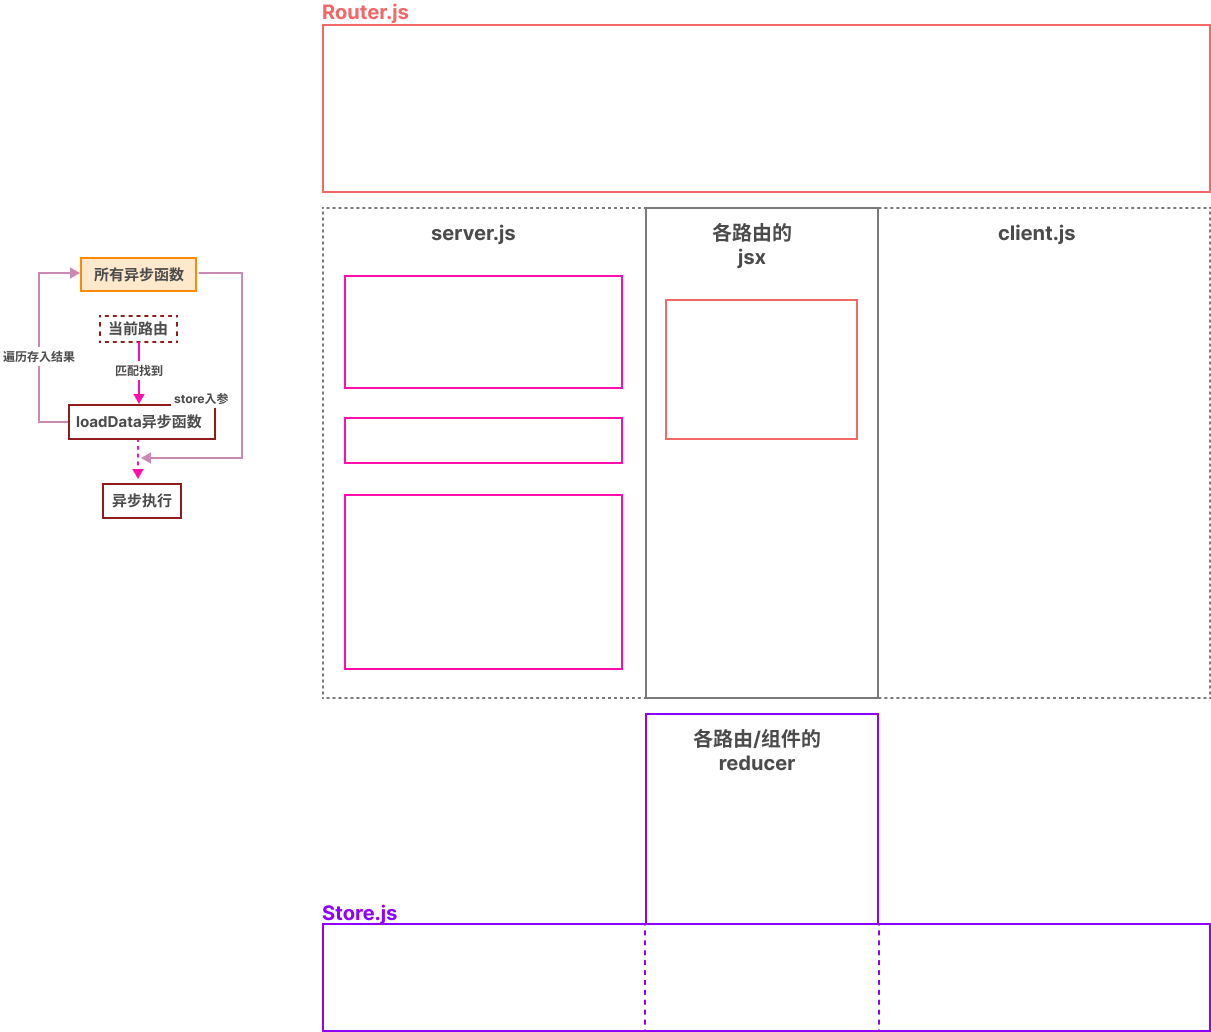 Router.js
server.js
各路由的
jsx
client.js
所有异步函数
当前路由
遍历存入结果
匹配找到
store入参
loadData异步函数
异步执行
各路由/组件的
reducer
Store.js